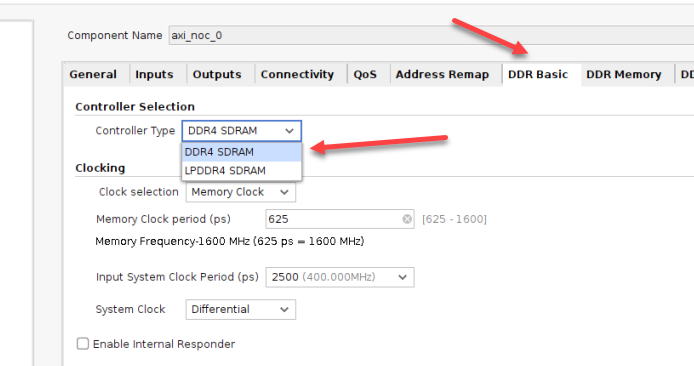 Component Name axi_noc_0
General Inputs Outputs Connectivity QoS Address Remap DDR Basic DDR Memory DD
Controller Selection
Controller Type DDR4 SDRAM
DDR4 SDRAM
LPDDR4 SDRAM
Clocking
Clock selection Memory Clock
Memory Clock period (ps) 625 [625 - 1600]
Memory Frequency-1600 MHz (625 ps = 1600 MHz)
Input System Clock Period (ps) 2500 (400.000MHz)
System Clock Differential
Enable Internal Responder